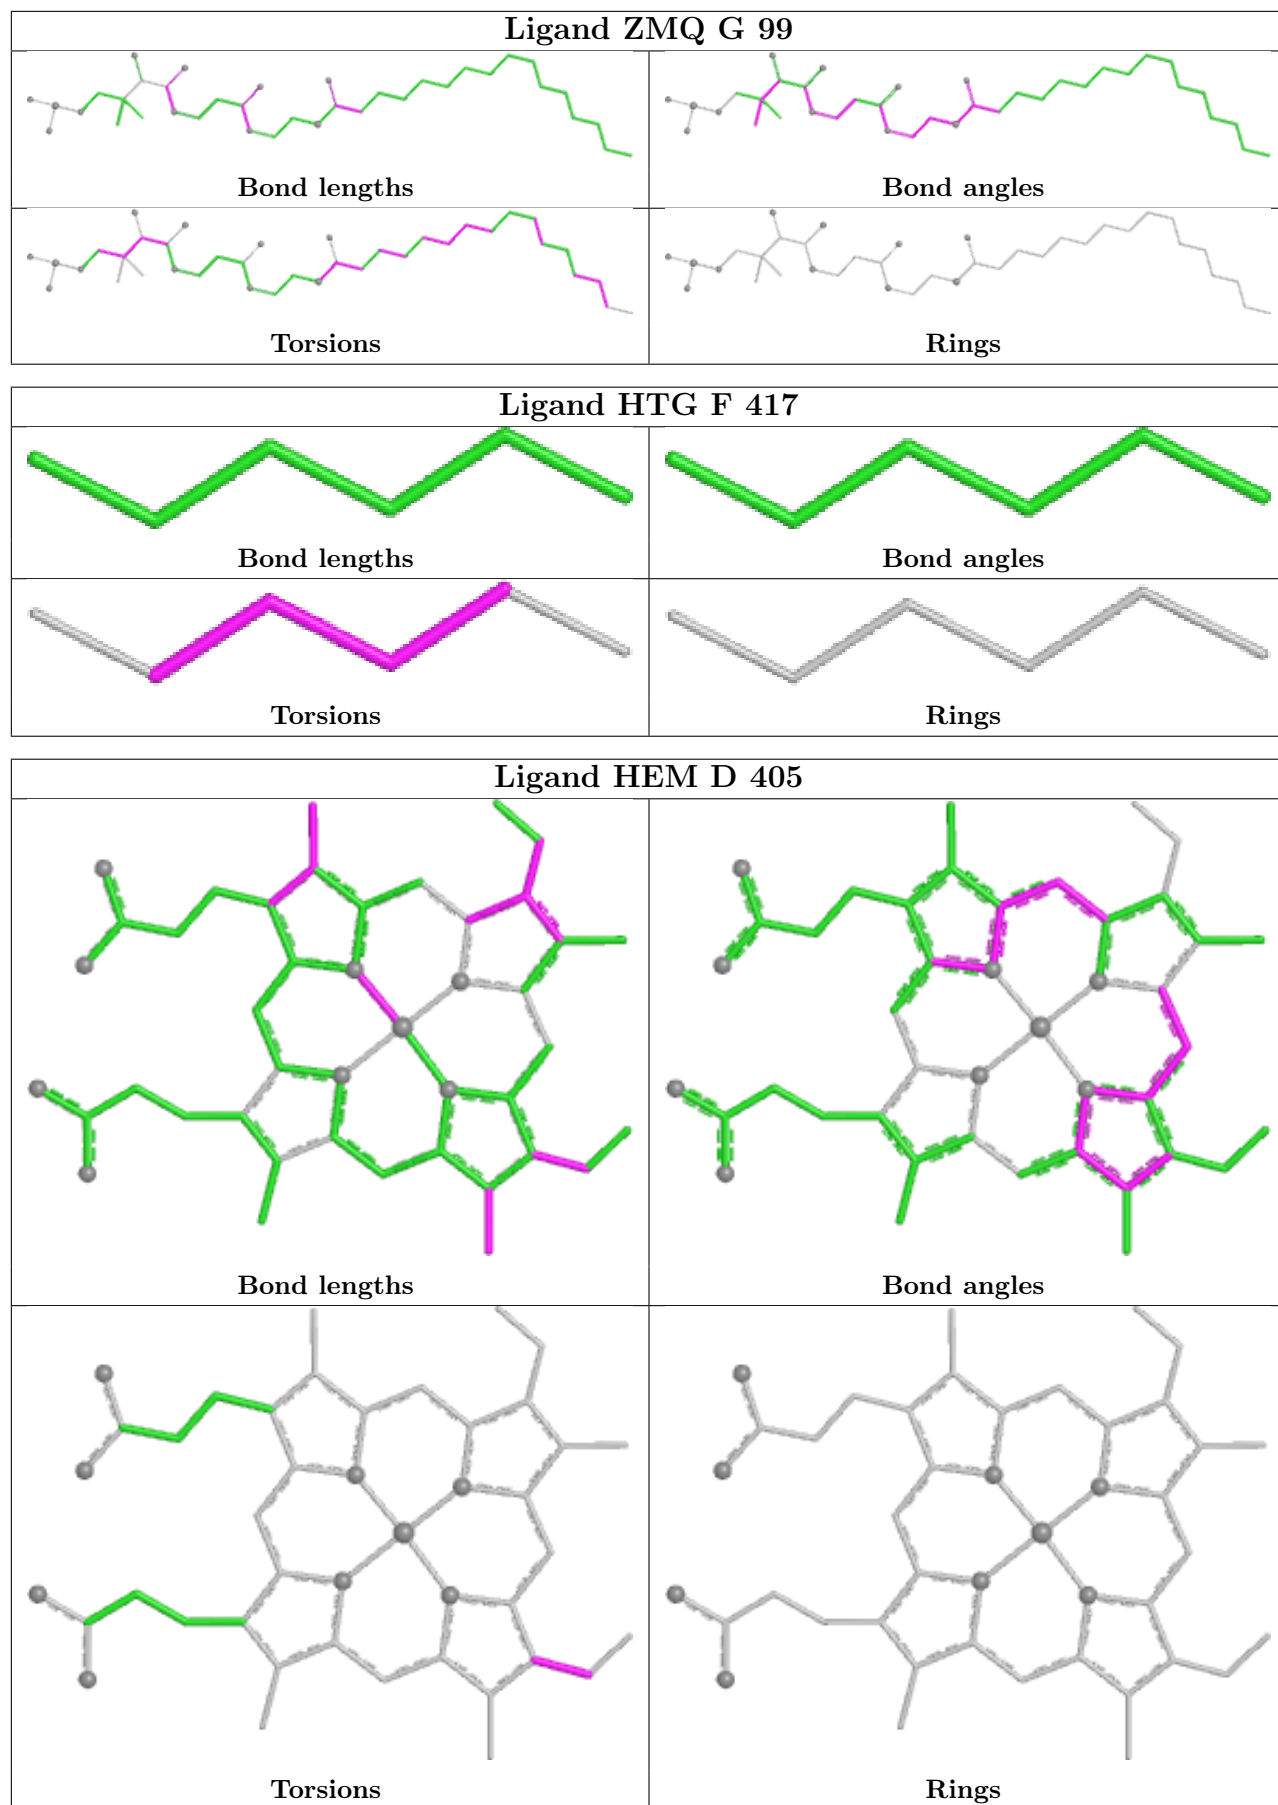 Ligand ZMQ G 99
Bond lengths
Bond angles
Torsions
Rings
Ligand HTG F 417
Bond lengths
Bond angles
Torsions
Rings
Ligand HEM D 405
Bond lengths
Bond angles
Torsions
Rings